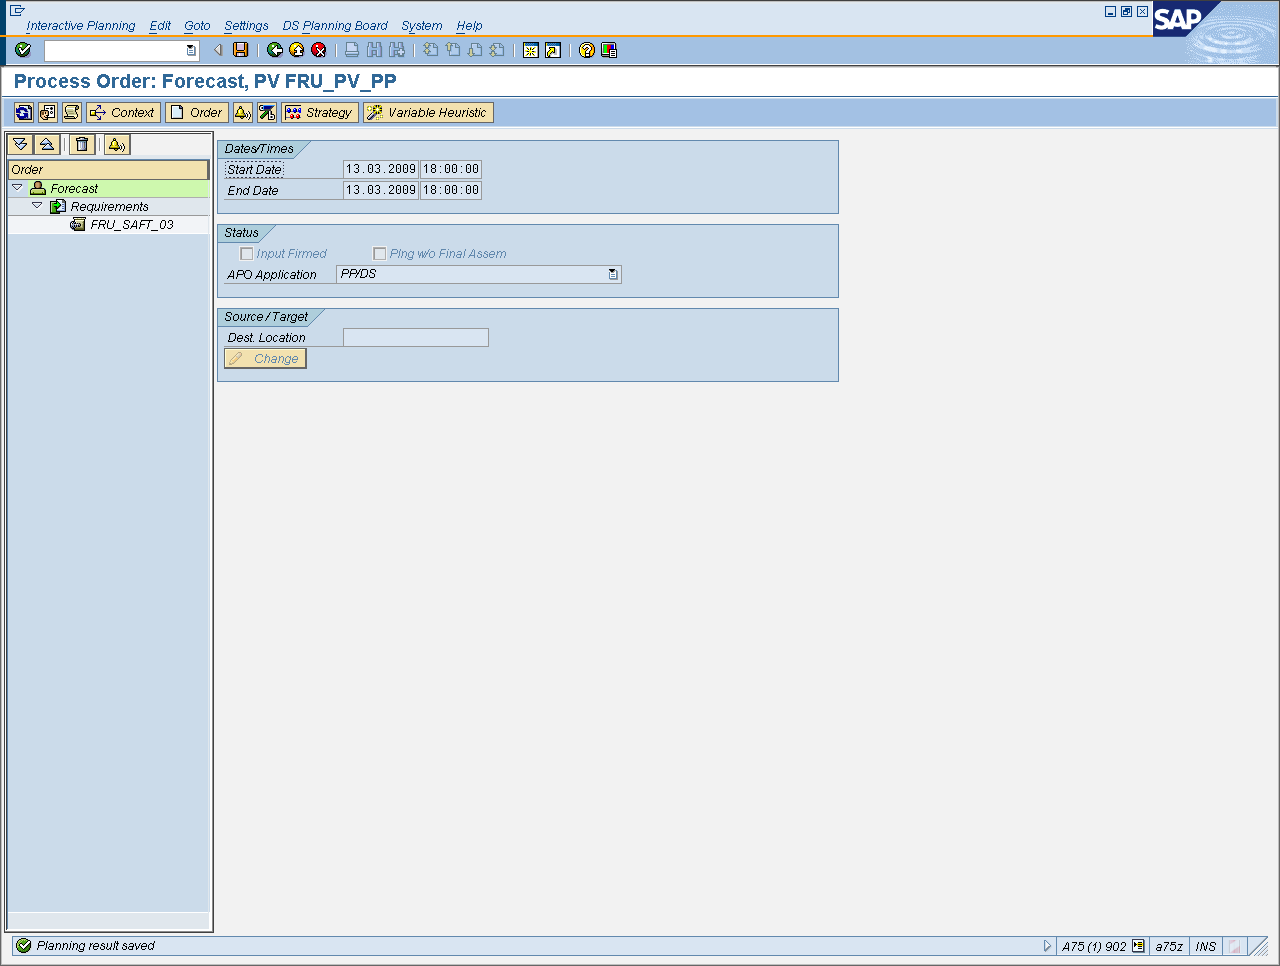 Interactive Planning Edit Goto Settings DS Planning Board System Help
SAP
Process Order: Forecast, PV FRU_PV_PP
Context Order Strategy Variable Heuristic
Order
Forecast
Requirements
FRU_SAFT_03
Dates/Times
Start Date 13.03.2009 18:00:00
End Date 13.03.2009 18:00:00
Status
Input Firmed Plng w/o Final Assem
APO Application PP/DS
Source / Target
Dest. Location
Change
Planning result saved A75 (1) 902 a75z INS